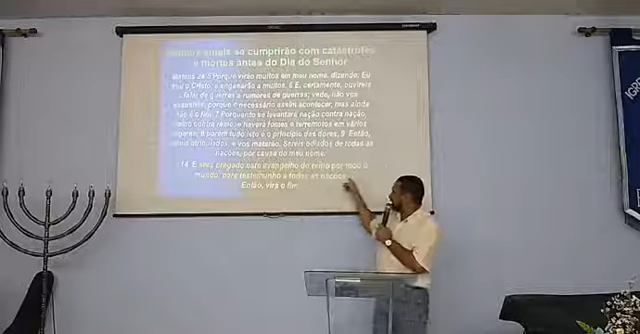 sinais se cumprirão com catástrofes
e mortes antes do Dia do Senhor
Mateus 24:5 Porque virão muitos em meu nome, dizendo: Eu
sou o Cristo; e enganarão a muitos. 6 E, certamente, ouvireis
falar de guerras e rumores de guerras; vede, não vos
assusteis, porque é necessário assim acontecer, mas ainda
não é o fim. 7 Porquanto se levantará nação contra nação,
reino contra reino, e haverá fomes e terremotos em vários
lugares; 8 porém tudo isto é o princípio das dores. 9 Então,
sereis atribulados, e vos matarão. Sereis odiados de todas as
nações, por causa do meu nome.
14 E será pregado este evangelho do reino por todo o
mundo, para testemunho a todas as nações.
Então, virá o fim.